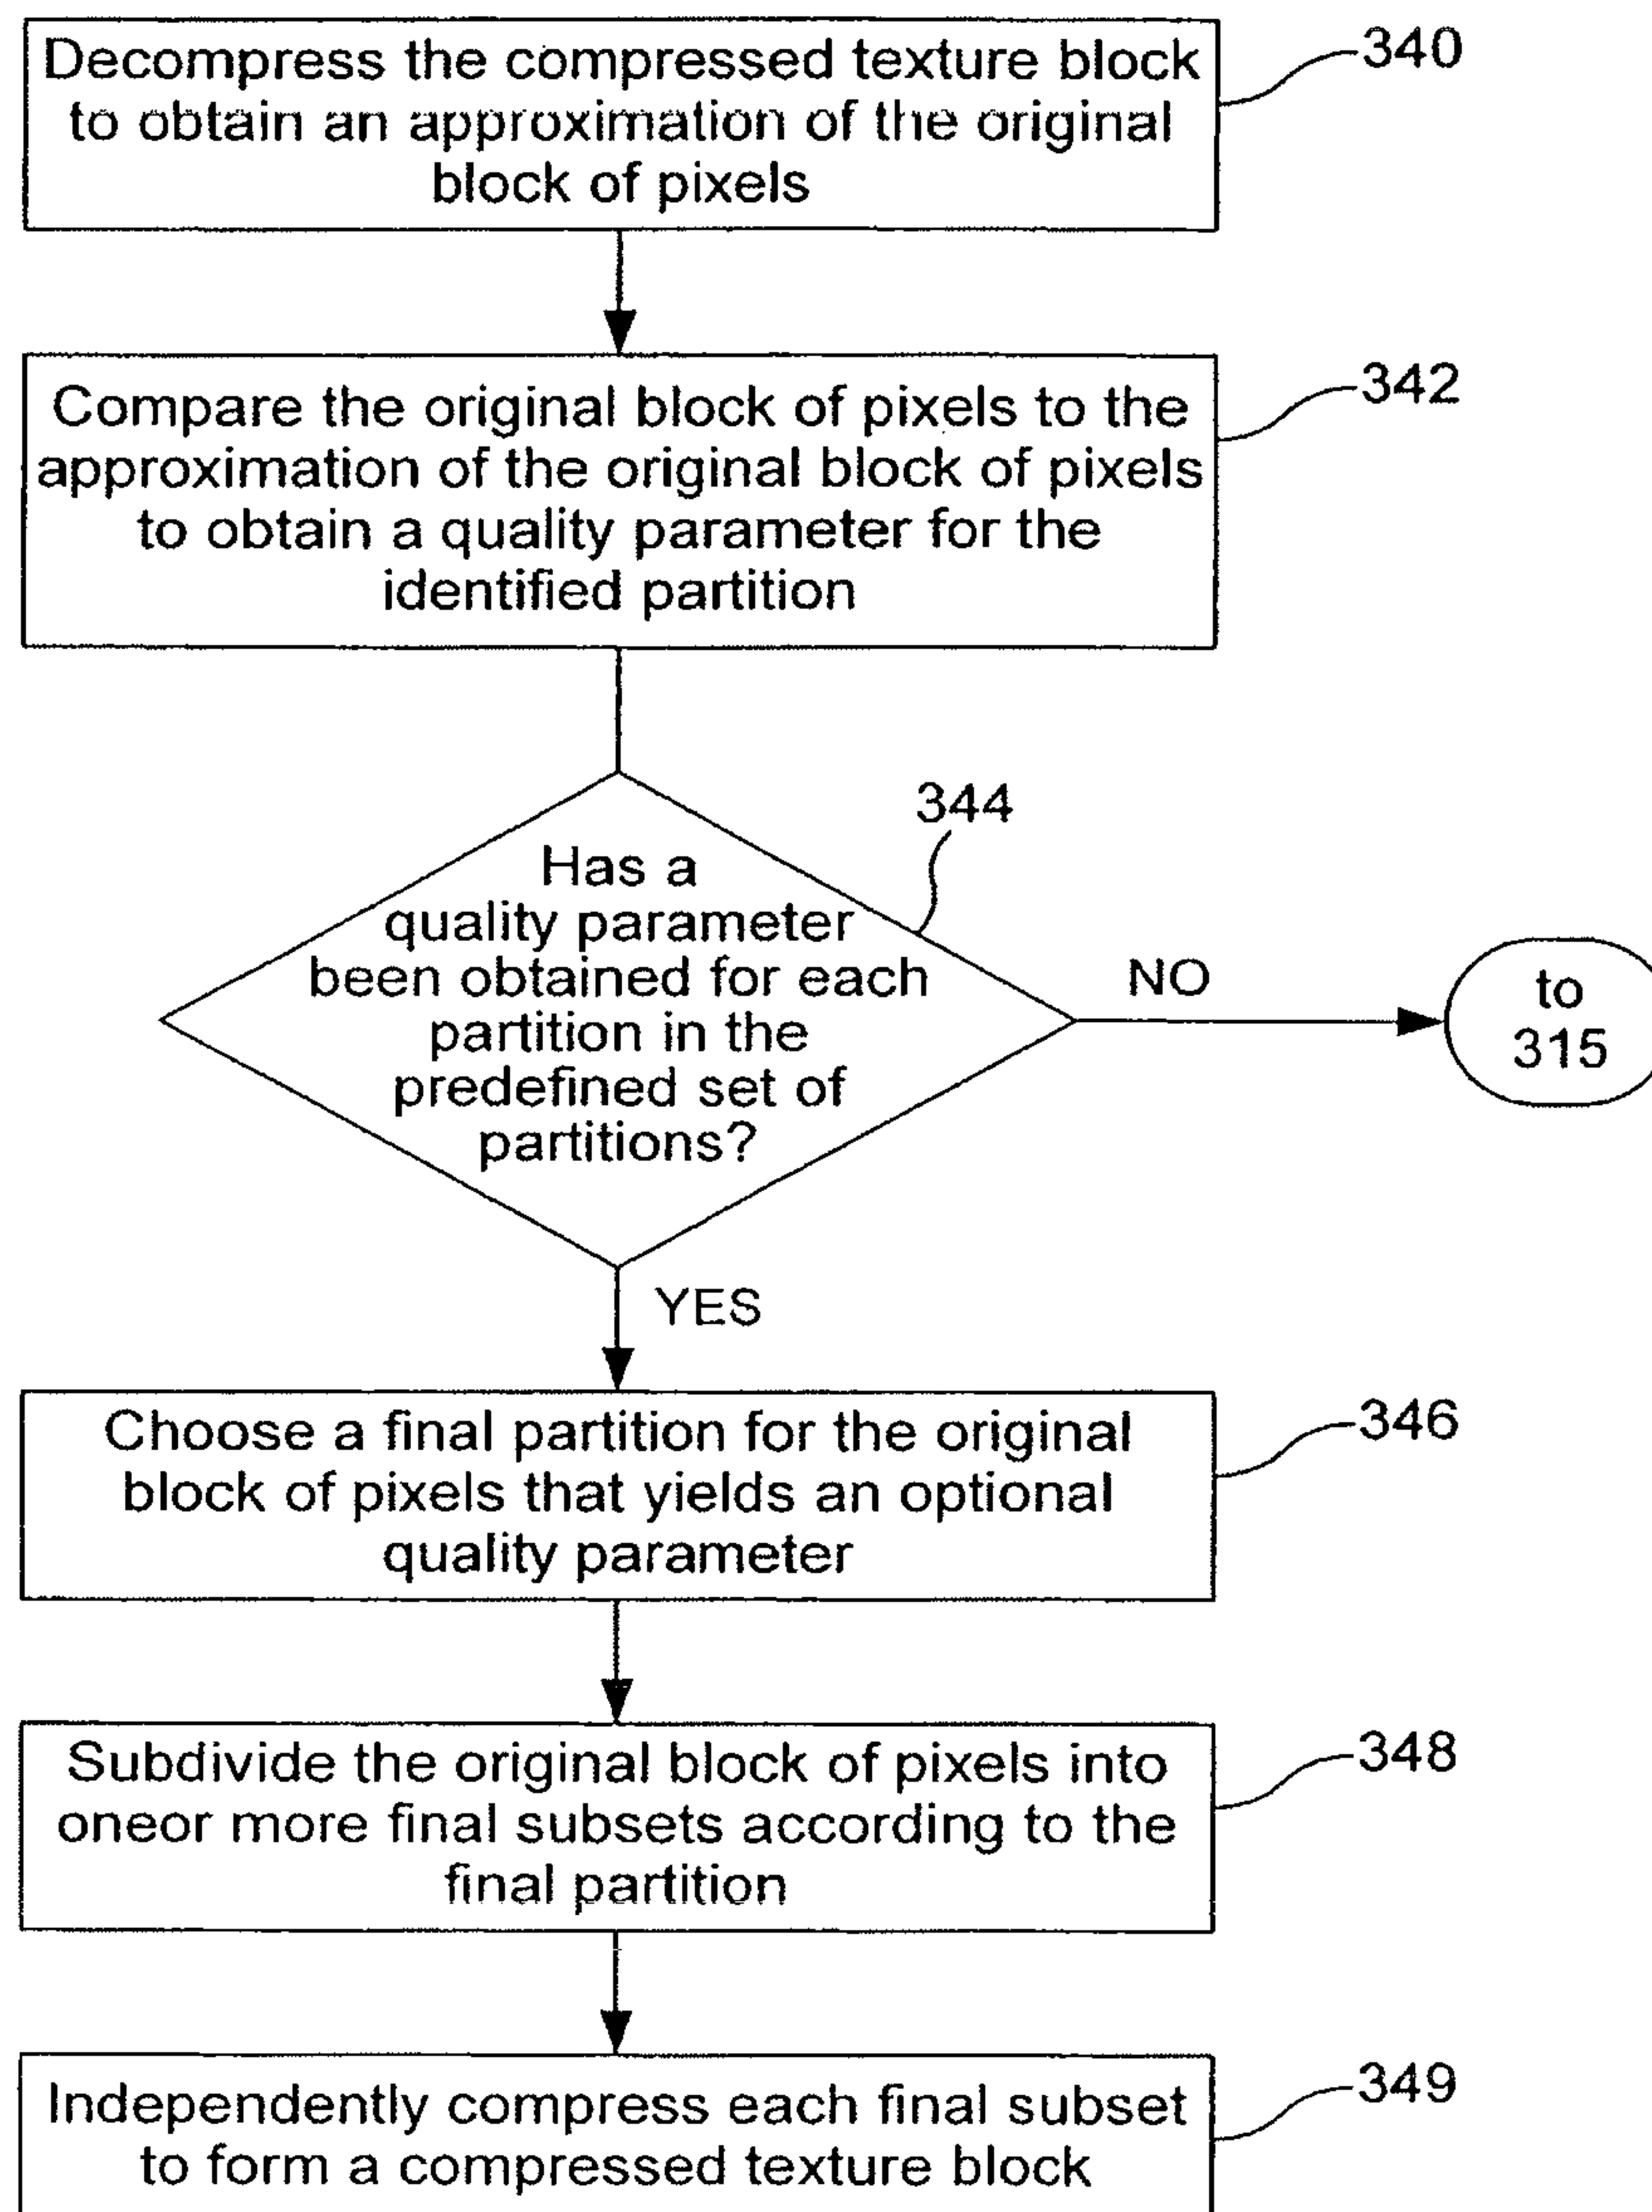 Decompress the compressed texture block
to obtain an approximation of the original
block of pixels
340
Compare the original block of pixels to the
approximation of the original block of pixels
to obtain a quality parameter for the
identified partition
342
344
Has a
quality parameter
been obtained for each
partition in the
predefined set of
partitions?
NO
to
315
YES
Choose a final partition for the original
block of pixels that yields an optional
quality parameter
346
Subdivide the original block of pixels into
oneor more final subsets according to the
final partition
348
Independently compress each final subset
to form a compressed texture block
349